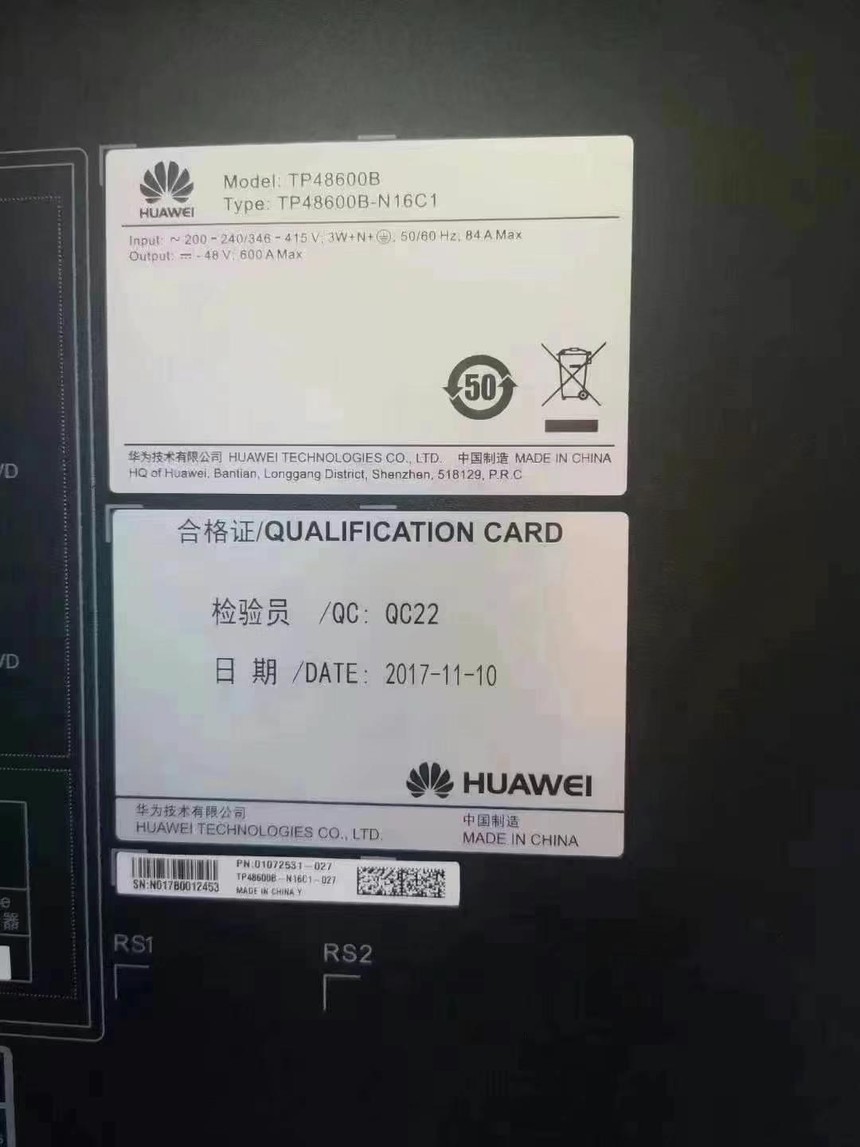 HUAWEI
Model: TP48600B
Type: TP48600B-N16C1
Input: ~ 200-240/346-415 V, 3W+N+⏚, 50/60 Hz, 84 A Max
Output: ⎓ -48 V; 600 A Max
50
华为技术有限公司 HUAWEI TECHNOLOGIES CO., LTD. 中国制造 MADE IN CHINA
HQ of Huawei, Bantian, Longgang District, Shenzhen, 518129, P.R.C
合格证/QUALIFICATION CARD
检验员 /QC: QC22
日 期 /DATE: 2017-11-10
HUAWEI
华为技术有限公司
HUAWEI TECHNOLOGIES CO., LTD.
中国制造
MADE IN CHINA
SN:N017B0012453
PN:01072531-027
TP48600B-N16C1-027
MADE IN CHINA Y
RS1
RS2
/D
/D
e
器